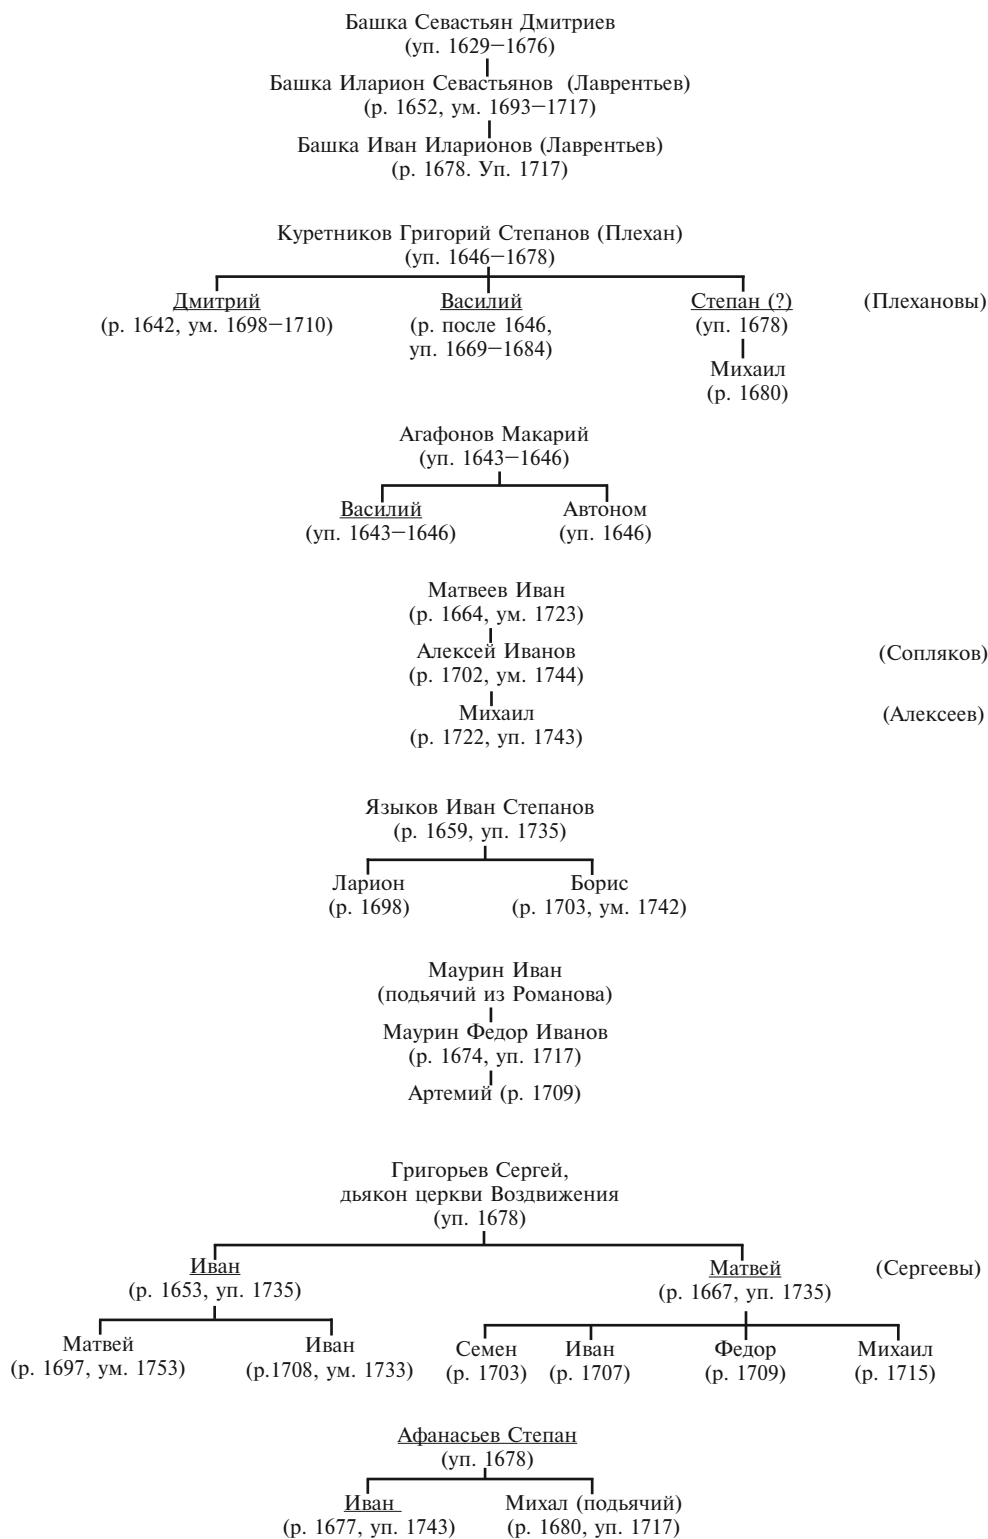 Башка Севастьян Дмитриев
(уп. 1629–1676)
Башка Иларион Севастьянов (Лаврентьев)
(р. 1652, ум. 1693–1717)
Башка Иван Иларионов (Лаврентьев)
(р. 1678. Уп. 1717)
Куретников Григорий Степанов (Плехан)
(уп. 1646–1678)
Дмитрий Василий Степан (?) (Плехановы)
(р. 1642, ум. 1698–1710) (р. после 1646, (уп. 1678)
уп. 1669–1684)
Михаил
(р. 1680)
Агафонов Макарий
(уп. 1643–1646)
Василий Автоном
(уп. 1643–1646) (уп. 1646)
Матвеев Иван
(р. 1664, ум. 1723)
Алексей Иванов (Сопляков)
(р. 1702, ум. 1744)
Михаил (Алексеев)
(р. 1722, уп. 1743)
Языков Иван Степанов
(р. 1659, уп. 1735)
Ларион Борис
(р. 1698) (р. 1703, ум. 1742)
Маурин Иван
(подьячий из Романова)
Маурин Федор Иванов
(р. 1674, уп. 1717)
Артемий (р. 1709)
Григорьев Сергей,
дьякон церкви Воздвижения
(уп. 1678)
Иван Матвей (Сергеевы)
(р. 1653, уп. 1735) (р. 1667, уп. 1735)
Матвей Иван Семен Иван Федор Михаил
(р. 1697, ум. 1753) (р.1708, ум. 1733) (р. 1703) (р. 1707) (р. 1709) (р. 1715)
Афанасьев Степан
(уп. 1678)
Иван Михал (подьячий)
(р. 1677, уп. 1743) (р. 1680, уп. 1717)